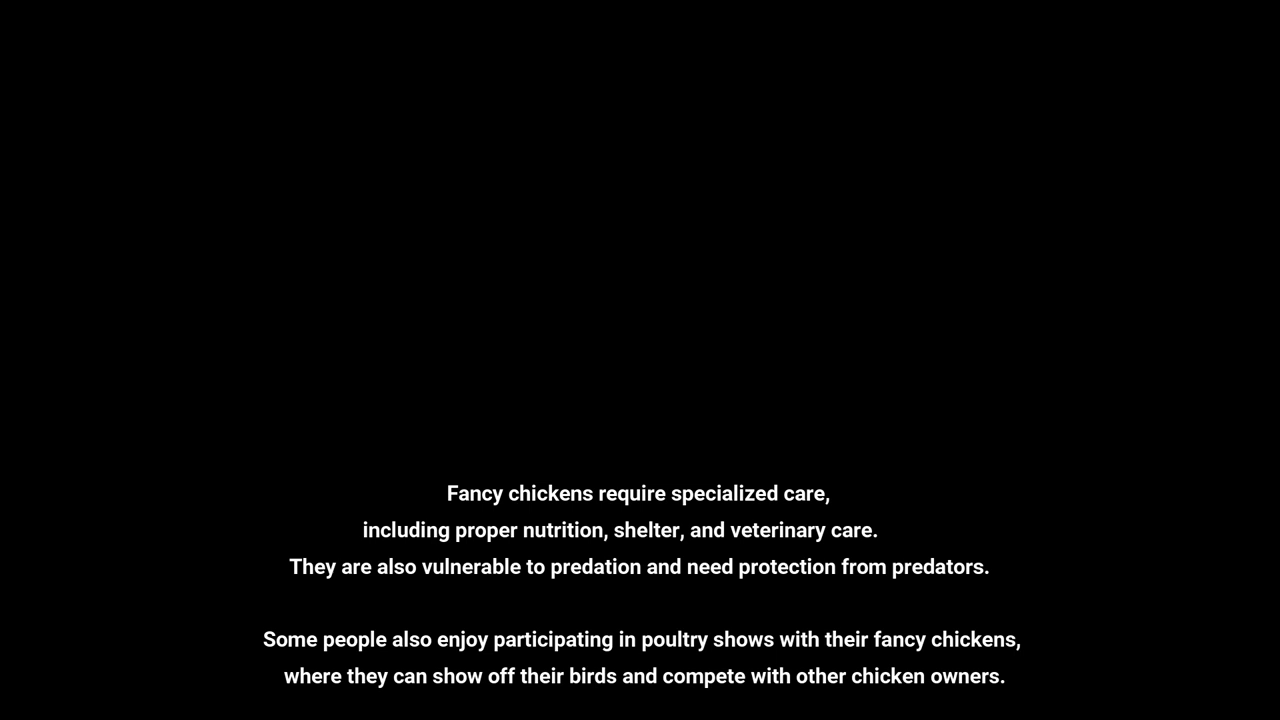 Fancy chickens require specialized care,
including proper nutrition, shelter, and veterinary care.
They are also vulnerable to predation and need protection from predators.
Some people also enjoy participating in poultry shows with their fancy chickens,
where they can show off their birds and compete with other chicken owners.